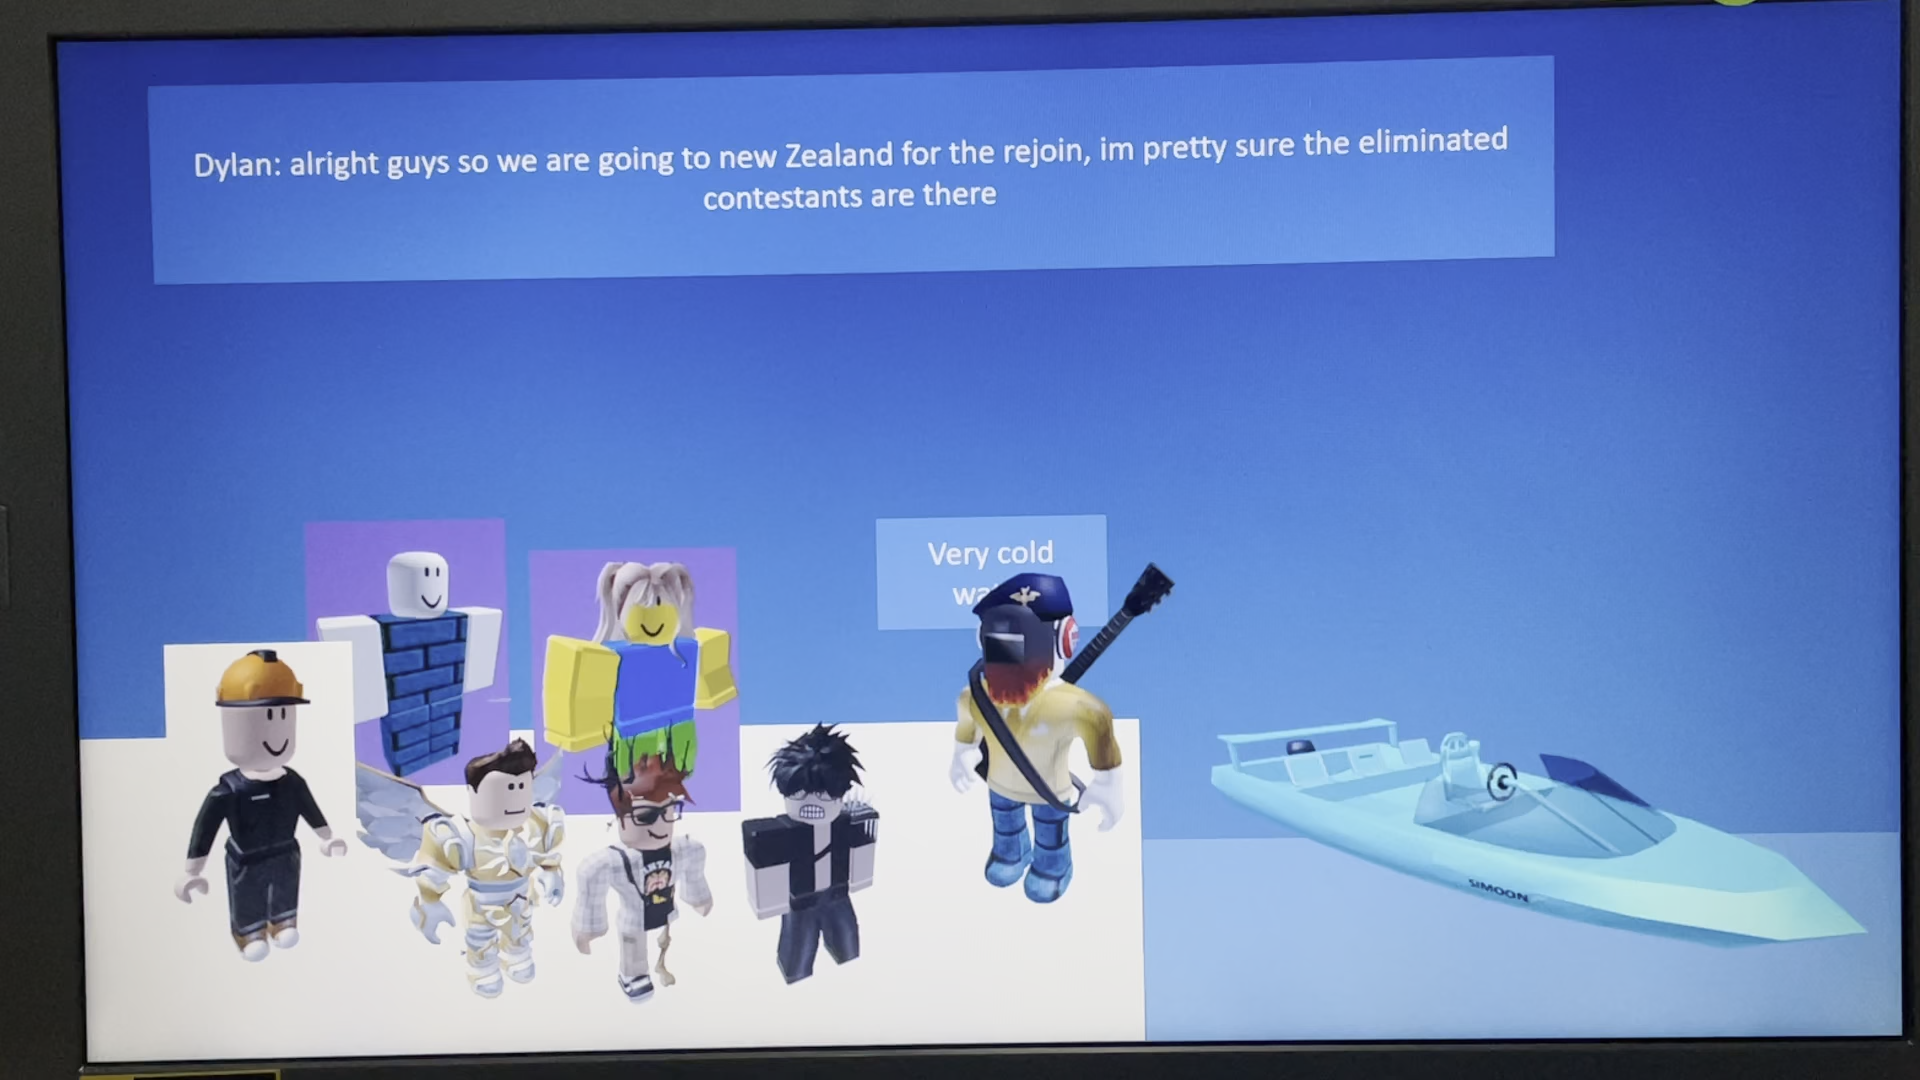 Dylan: alright guys so we are going to new Zealand for the rejoin, im pretty sure the eliminated
contestants are there
Very cold
SIMOON